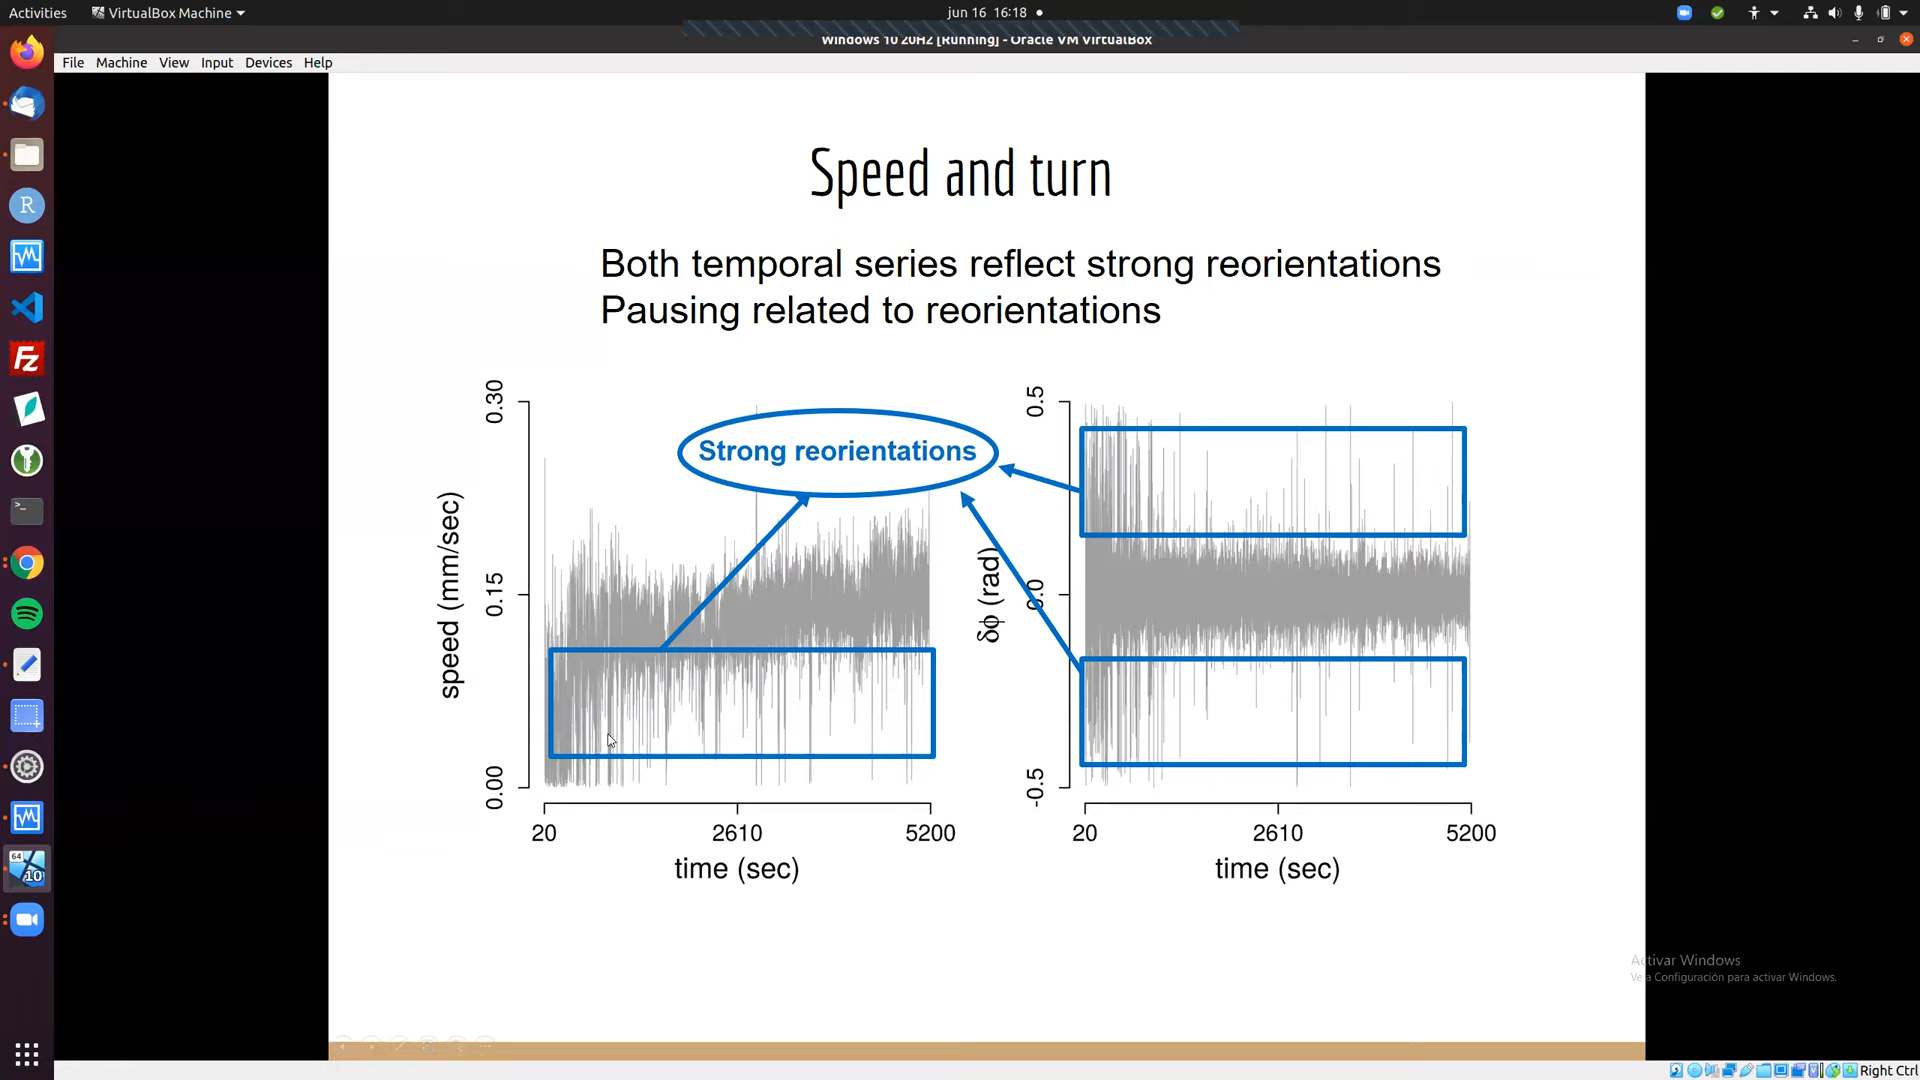 Activities
VirtualBox Machine
jun 16 16:18
Windows 10 20H2 [Running] - Oracle VM VirtualBox
File Machine View Input Devices Help
Speed and turn
Both temporal series reflect strong reorientations
Pausing related to reorientations
Strong reorientations
speed (mm/sec)
0.30
0.15
0.00
20
2610
5200
time (sec)
δφ (rad)
0.5
0.0
-0.5
20
2610
5200
time (sec)
R
Fz
>_
64
10
Activar Windows
Ve a Configuración para activar Windows.
Right Ctrl